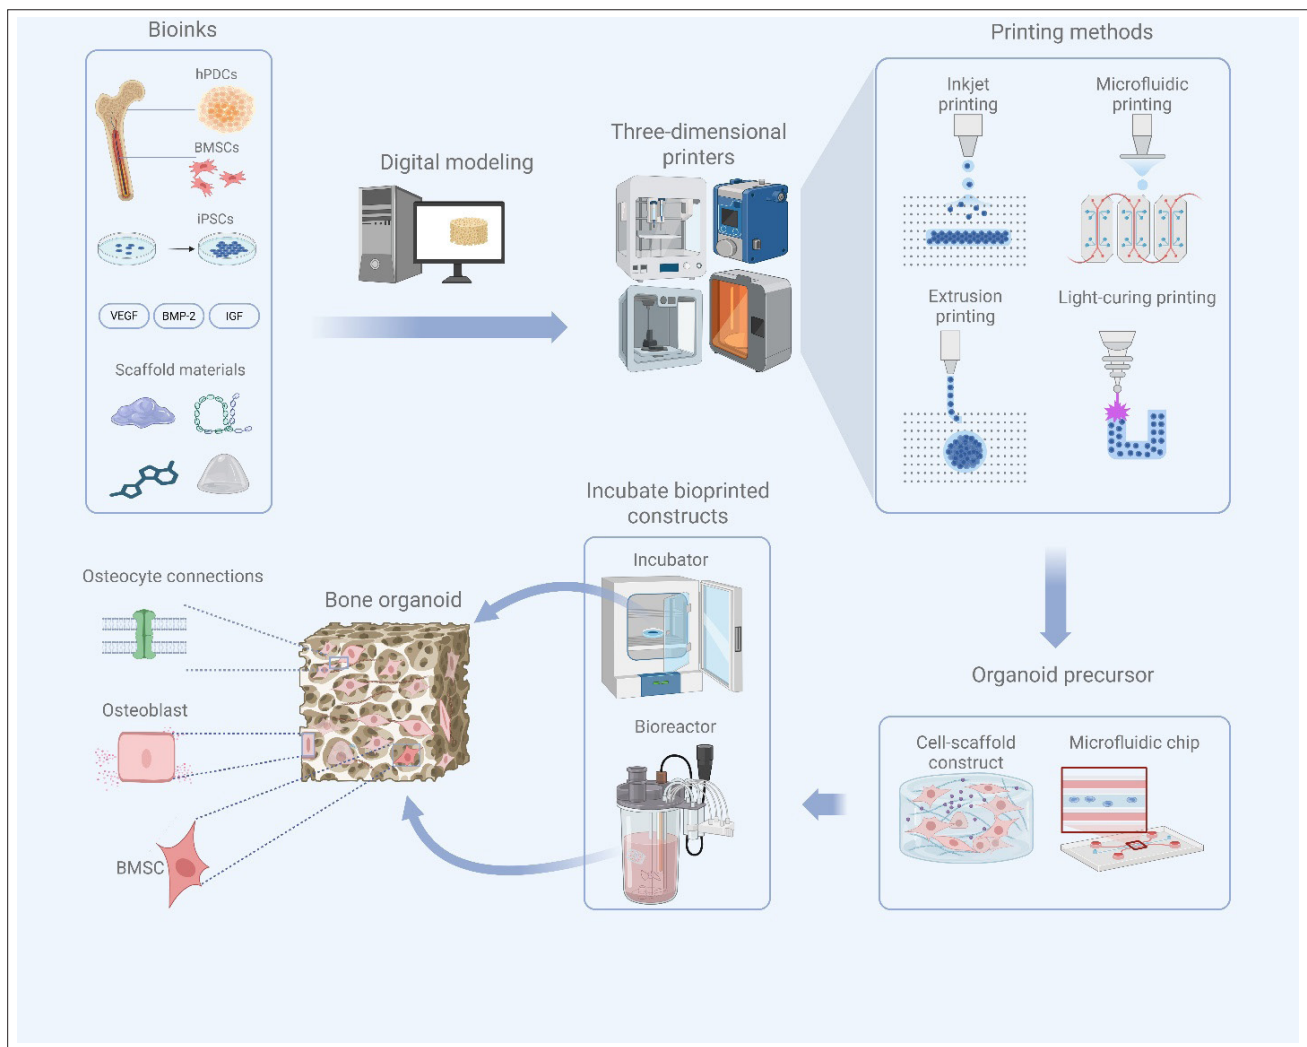 Bioinks
hPDCs
BMSCs
iPSCs
VEGF
BMP-2
IGF
Scaffold materials
Digital modeling
Three-dimensional
printers
Printing methods
Inkjet
printing
Microfluidic
printing
Extrusion
printing
Light-curing printing
Organoid precursor
Cell-scaffold
construct
Microfluidic chip
Incubate bioprinted
constructs
Incubator
Bioreactor
Bone organoid
Osteocyte connections
Osteoblast
BMSC